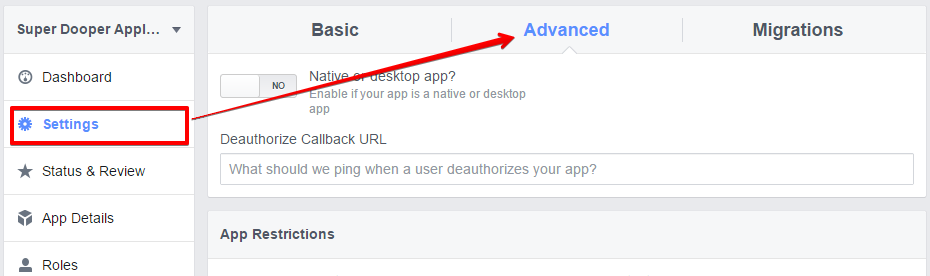 Super Dooper Appl...
Dashboard
Settings
Status & Review
App Details
Roles
Basic
Advanced
Migrations
NO
Native or desktop app?
Enable if your app is a native or desktop
app
Deauthorize Callback URL
What should we ping when a user deauthorizes your app?
App Restrictions